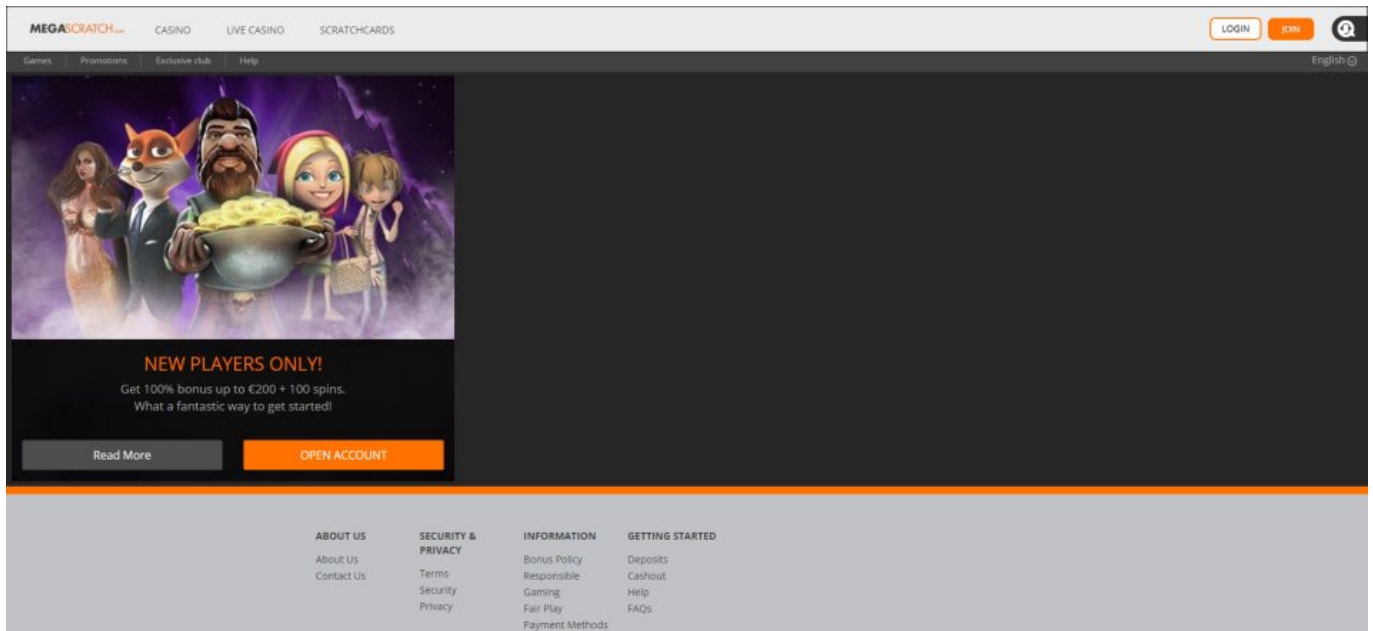 MEGASCRATCH
CASINO
LIVE CASINO
SCRATCHCARDS
LOGIN
JOIN
Games
Promotions
Exclusive club
Help
English
NEW PLAYERS ONLY!
Get 100% bonus up to €200 + 100 spins.
What a fantastic way to get started!
Read More
OPEN ACCOUNT
ABOUT US
About Us
Contact Us
SECURITY &
PRIVACY
Terms
Security
Privacy
INFORMATION
Bonus Policy
Responsible
Gaming
Fair Play
Payment Methods
GETTING STARTED
Deposits
Cashout
Help
FAQs